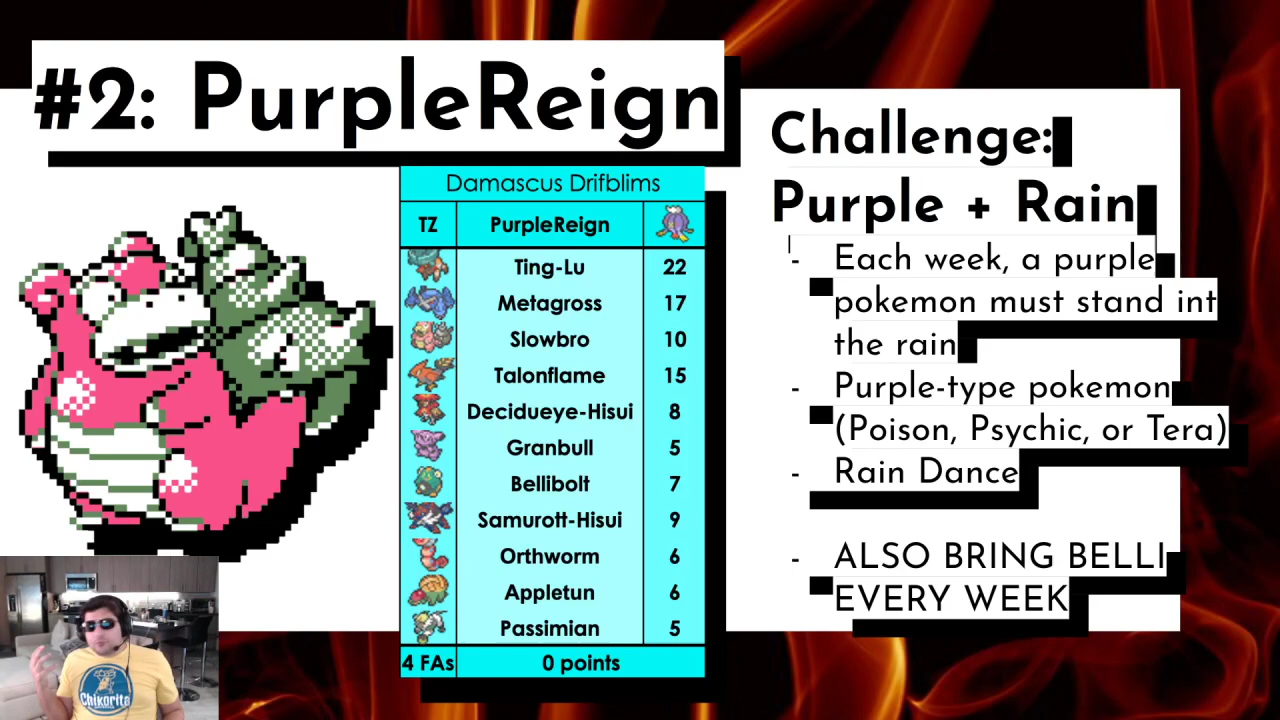 #2: PurpleReign
Damascus Drifblims
TZ PurpleReign
Ting-Lu 22
Metagross 17
Slowbro 10
Talonflame 15
Decidueye-Hisui 8
Granbull 5
Bellibolt 7
Samurott-Hisui 9
Orthworm 6
Appletun 6
Passimian 5
4 FAs 0 points
Challenge:
Purple + Rain
- Each week, a purple
pokemon must stand int
the rain
- Purple-type pokemon
(Poison, Psychic, or Tera)
- Rain Dance
- ALSO BRING BELLI
EVERY WEEK
Chikorita